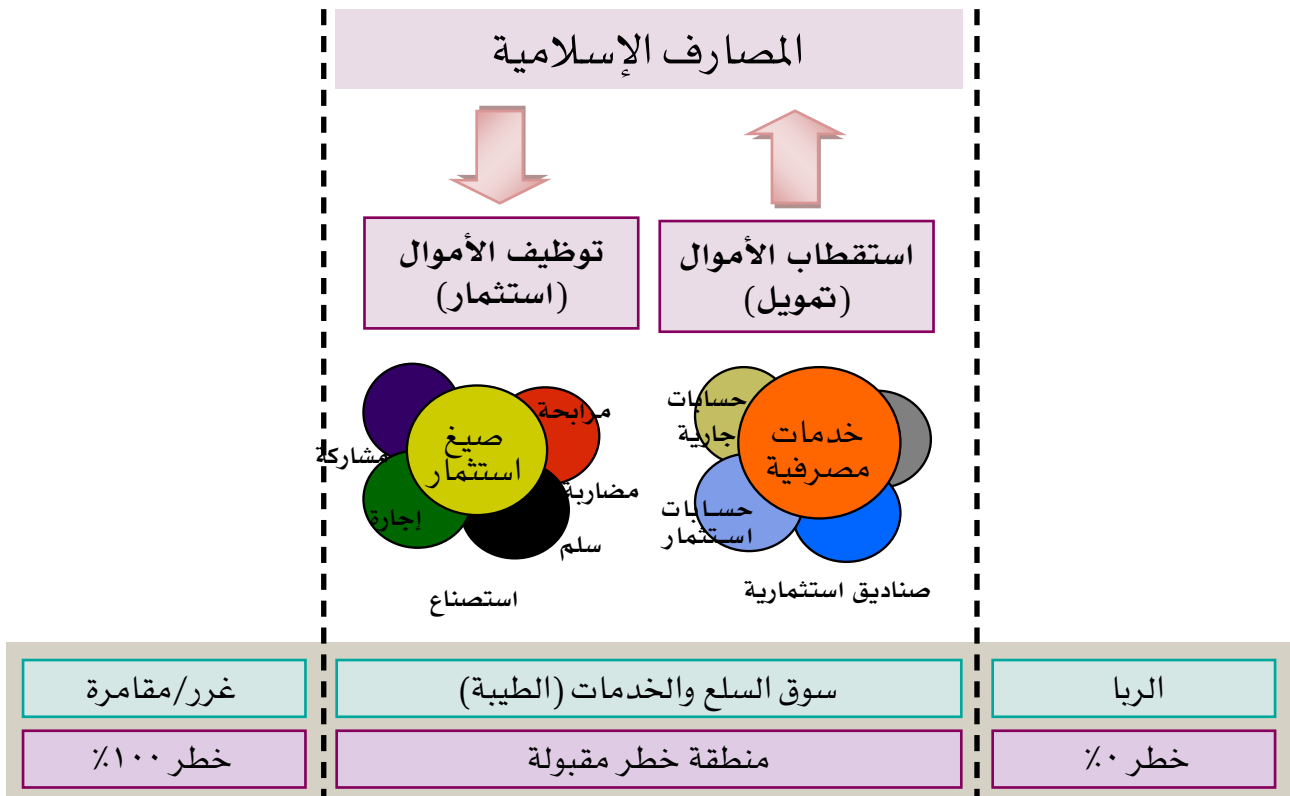 المصارف الإسلامية
استقطاب الأموال
(تمويل)
توظيف الأموال
(استثمار)
خدمات
مصرفية
حسابات
جارية
حسابات
استثمار
صناديق استثمارية
صيغ
استثمار
مرابحة
مضاربة
سلم
مشاركة
إجارة
استصناع
الربا
سوق السلع والخدمات (الطيبة)
غرر/مقامرة
خطر ٠٪
منطقة خطر مقبولة
خطر ١٠٠٪